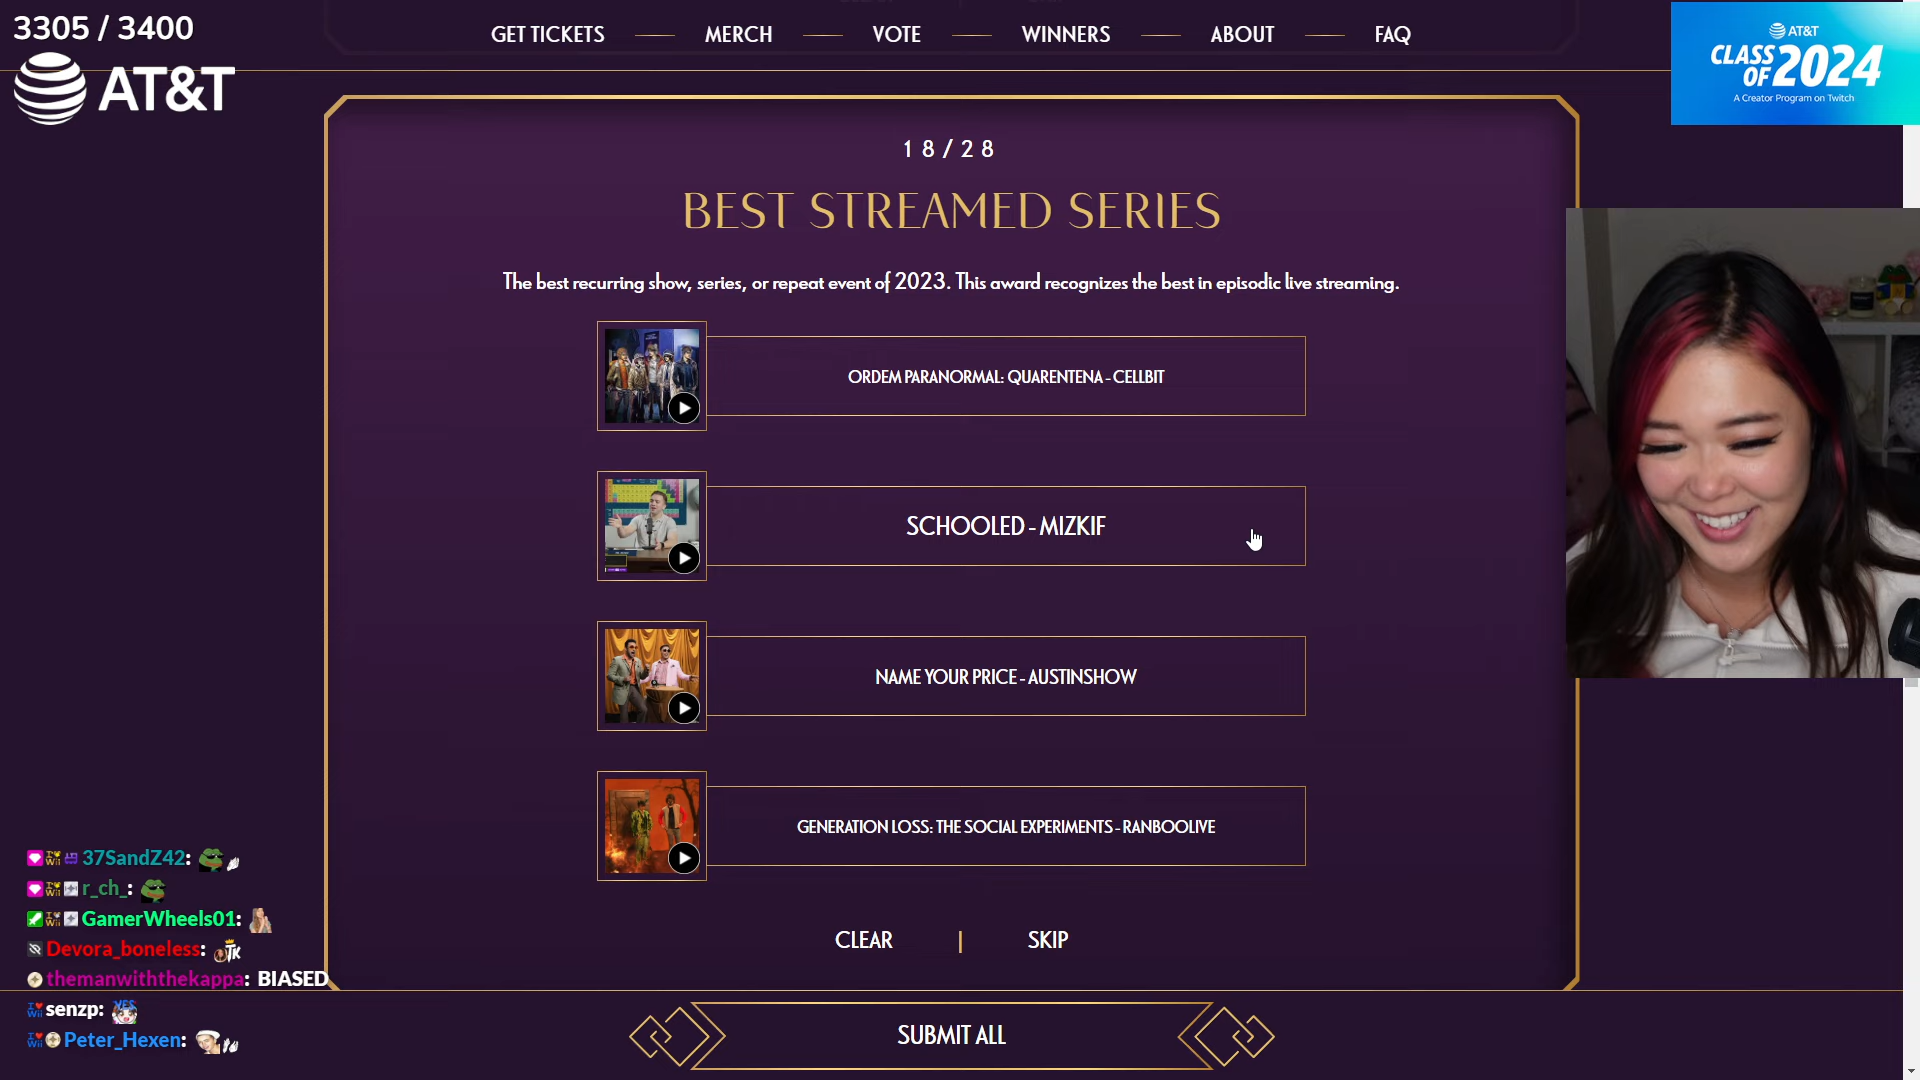 3305 / 3400
AT&T
GET TICKETS
MERCH
VOTE
WINNERS
ABOUT
FAQ
AT&T
CLASS
OF 2024
A Creator Program on Twitch
18/28
BEST STREAMED SERIES
The best recurring show, series, or repeat event of 2023. This award recognizes the best in episodic live streaming.
ORDEM PARANORMAL: QUARENTENA - CELLBIT
SCHOOLED - MIZKIF
NAME YOUR PRICE - AUSTINSHOW
GENERATION LOSS: THE SOCIAL EXPERIMENTS - RANBOOLIVE
CLEAR | SKIP
SUBMIT ALL
37SandZ42:
r_ch_:
GamerWheels01:
Devora_boneless:
themanwiththekappa: BIASED
senzp:
Peter_Hexen: